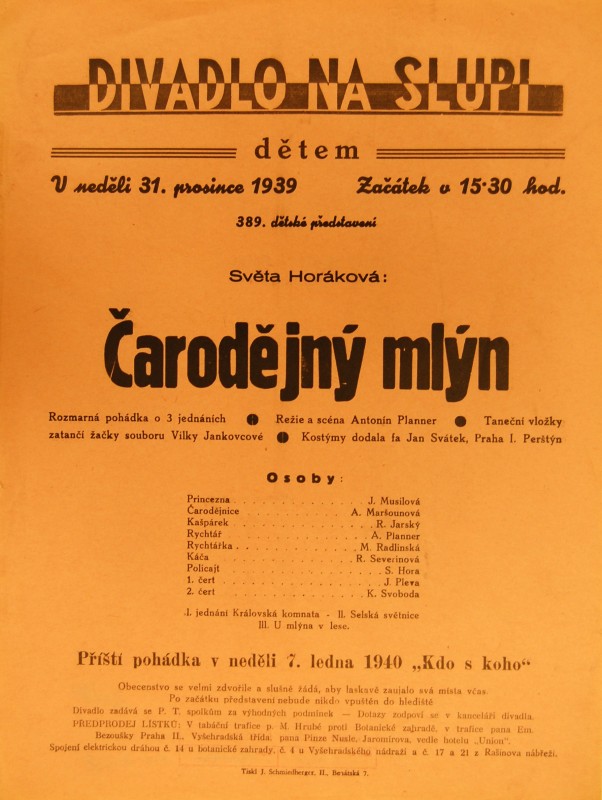 DIVADLO NA SLUPI
dětem
V neděli 31. prosince 1939 Začátek v 15·30 hod.
389. dětské představení
Světa Horáková:
Čarodějný mlýn
Rozmarná pohádka o 3 jednáních ● Režie a scéna Antonín Planner ● Taneční vložky
zatančí žačky souboru Vilky Jankovcové ● Kostýmy dodala fa Jan Svátek, Praha I. Perštýn
Osoby:
Princezna . . . . . . . . . . . . J. Musilová
Čarodějnice . . . . . . . . . . A. Maršounová
Kašpárek . . . . . . . . . . . . R. Jarský
Rychtář . . . . . . . . . . . . A. Planner
Rychtářka . . . . . . . . . . . M. Radlinská
Káča . . . . . . . . . . . . R. Severinová
Policajt . . . . . . . . . . . . S. Hora
1. čert . . . . . . . . . . . . J. Pleva
2. čert . . . . . . . . . . . . K. Svoboda
I. jednání Královská komnata - II. Selská světnice
III. U mlýna v lese.
Příští pohádka v neděli 7. ledna 1940 „Kdo s koho“
Obecenstvo se velmi zdvořile a slušně žádá, aby laskavě zaujalo svá místa včas.
Po začátku představení nebude nikdo vpuštěn do hlediště
Divadlo zadává se P. T. spolkům za výhodných podmínek — Dotazy zodpoví se v kanceláři divadla.
PŘEDPRODEJ LÍSTKŮ: V tabáční trafice p. M. Hrubé proti Botanické zahradě, v trafice pana Em.
Bezoušky Praha II., Vyšehradská třída, pana Pinze Nusle, Jaromírova, vedle hotelu „Union“.
Spojení elektrickou dráhou č. 14 u botanické zahrady, č. 4 u Vyšehradského nádraží a č. 17 a 21 z Rašínova nábřeží.
Tiskl J. Schmiedberger, II., Benátská 7.